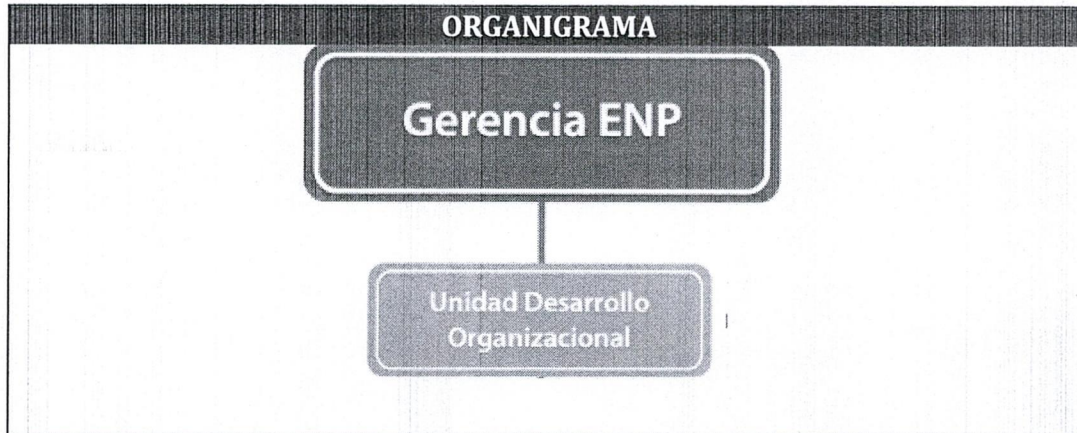 ORGANIGRAMA
Gerencia ENP
Unidad Desarrollo
Organizacional